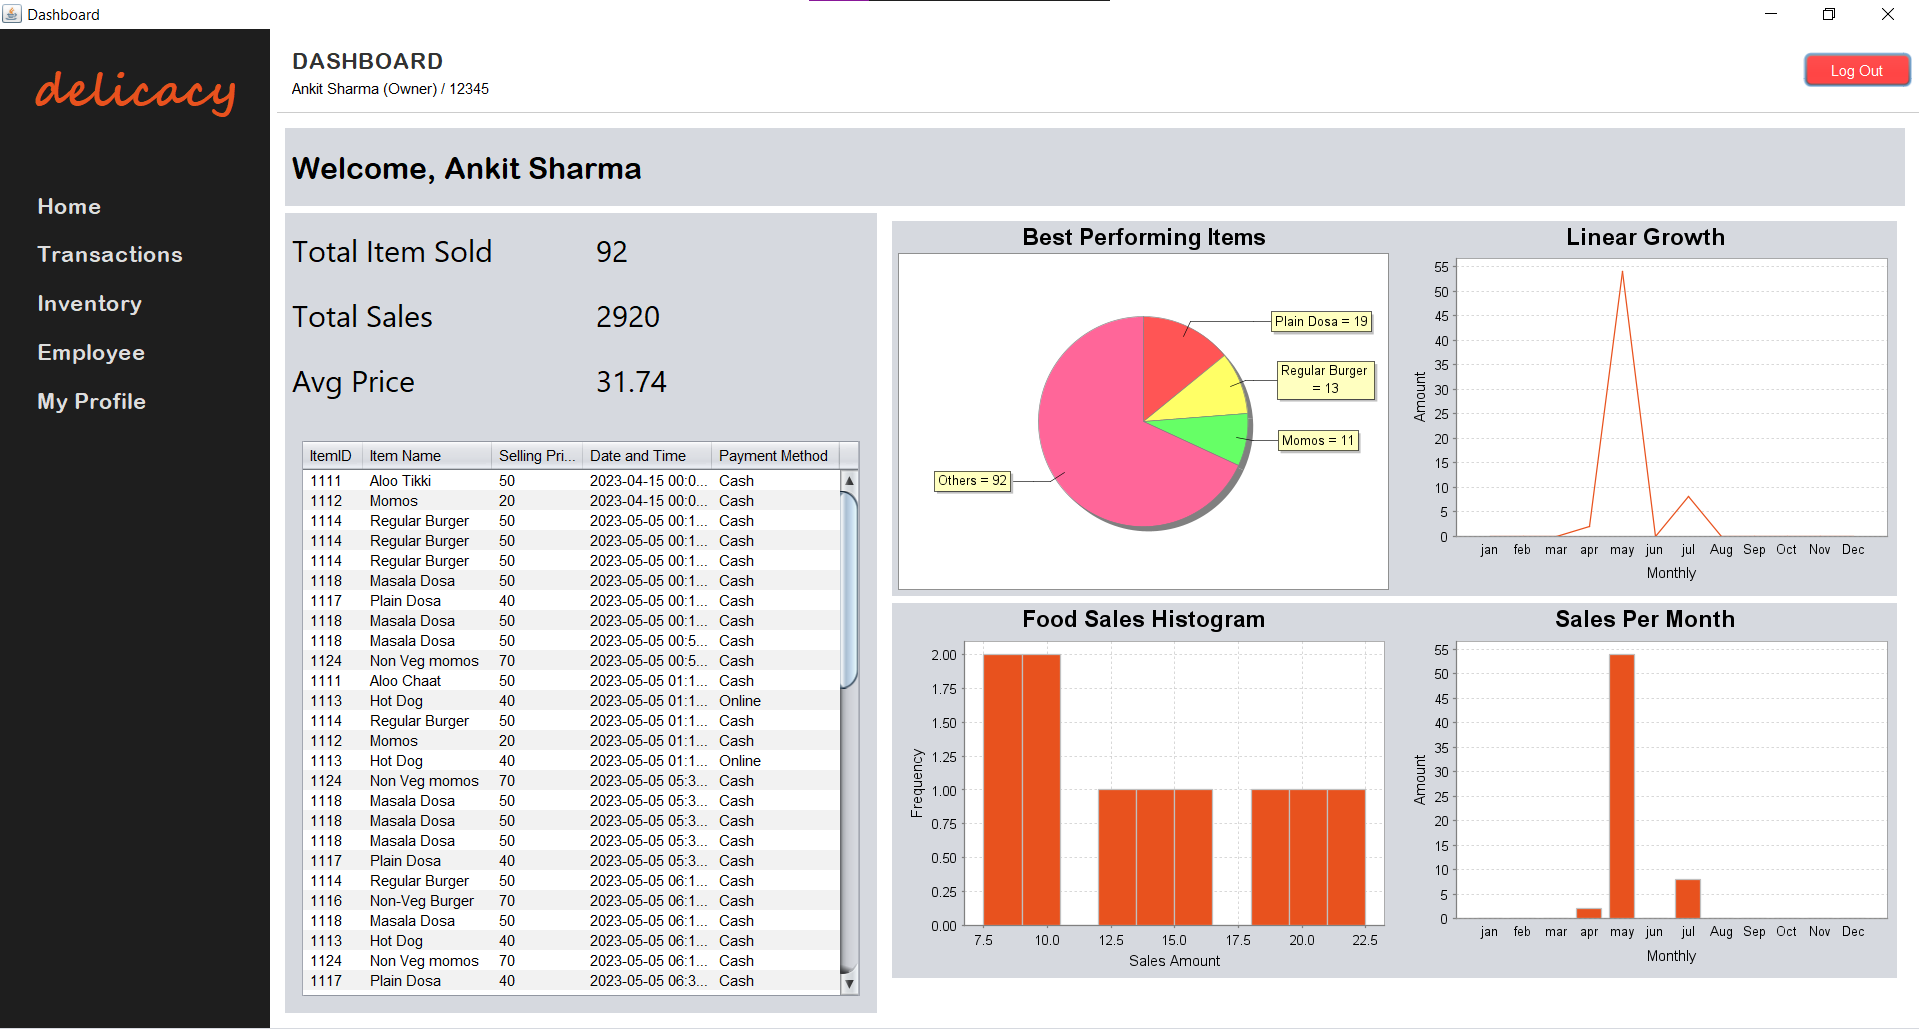 Dashboard
delicacy
Home
Transactions
Inventory
Employee
My Profile
DASHBOARD
Ankit Sharma (Owner) / 12345
Log Out
Welcome, Ankit Sharma
Total Item Sold 92
Total Sales 2920
Avg Price 31.74
ItemID Item Name Selling Pri... Date and Time Payment Method
1111 Aloo Tikki 50 2023-04-15 00:0... Cash
1112 Momos 20 2023-04-15 00:0... Cash
1114 Regular Burger 50 2023-05-05 00:1... Cash
1114 Regular Burger 50 2023-05-05 00:1... Cash
1114 Regular Burger 50 2023-05-05 00:1... Cash
1118 Masala Dosa 50 2023-05-05 00:1... Cash
1117 Plain Dosa 40 2023-05-05 00:1... Cash
1118 Masala Dosa 50 2023-05-05 00:1... Cash
1118 Masala Dosa 50 2023-05-05 00:5... Cash
1124 Non Veg momos 70 2023-05-05 00:5... Cash
1111 Aloo Chaat 50 2023-05-05 01:1... Cash
1113 Hot Dog 40 2023-05-05 01:1... Online
1114 Regular Burger 50 2023-05-05 01:1... Cash
1112 Momos 20 2023-05-05 01:1... Cash
1113 Hot Dog 40 2023-05-05 01:1... Online
1124 Non Veg momos 70 2023-05-05 05:3... Cash
1118 Masala Dosa 50 2023-05-05 05:3... Cash
1118 Masala Dosa 50 2023-05-05 05:3... Cash
1118 Masala Dosa 50 2023-05-05 05:3... Cash
1117 Plain Dosa 40 2023-05-05 05:3... Cash
1114 Regular Burger 50 2023-05-05 06:1... Cash
1116 Non-Veg Burger 70 2023-05-05 06:1... Cash
1118 Masala Dosa 50 2023-05-05 06:1... Cash
1113 Hot Dog 40 2023-05-05 06:1... Cash
1124 Non Veg momos 70 2023-05-05 06:1... Cash
1117 Plain Dosa 40 2023-05-05 06:3... Cash
Best Performing Items
Plain Dosa = 19
Regular Burger
= 13
Momos = 11
Others = 92
Linear Growth
55
50
45
40
35
30
25
20
15
10
5
0
Amount
jan feb mar apr may jun jul Aug Sep Oct Nov Dec
Monthly
Food Sales Histogram
2.00
1.75
1.50
1.25
1.00
0.75
0.50
0.25
0.00
Frequency
7.5 10.0 12.5 15.0 17.5 20.0 22.5
Sales Amount
Sales Per Month
55
50
45
40
35
30
25
20
15
10
5
0
Amount
jan feb mar apr may jun jul Aug Sep Oct Nov Dec
Monthly